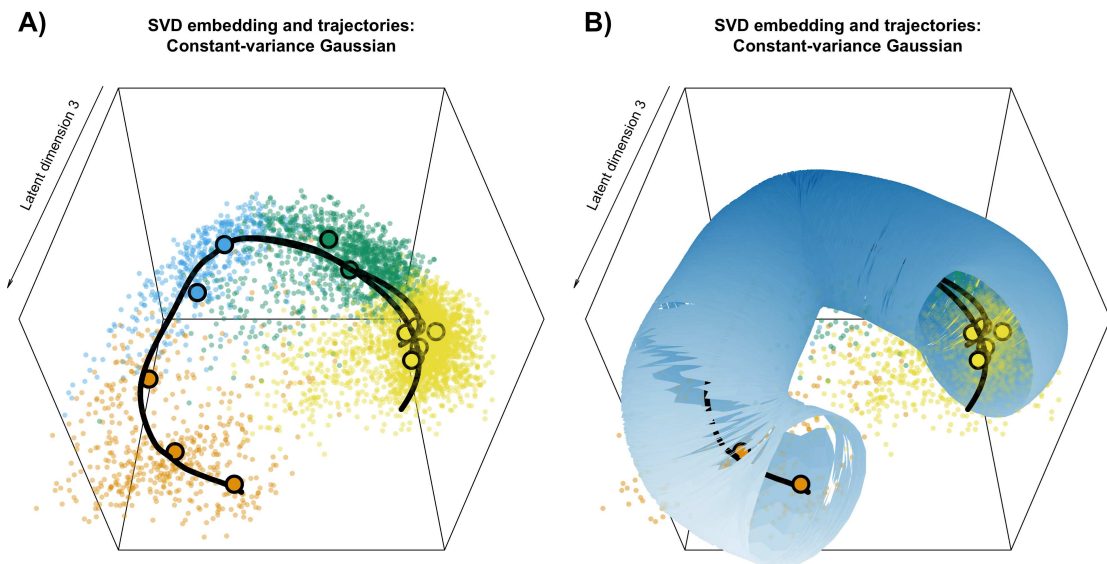 A)
SVD embedding and trajectories:
Constant-variance Gaussian
Latent dimension 3
B)
SVD embedding and trajectories:
Constant-variance Gaussian
Latent dimension 3